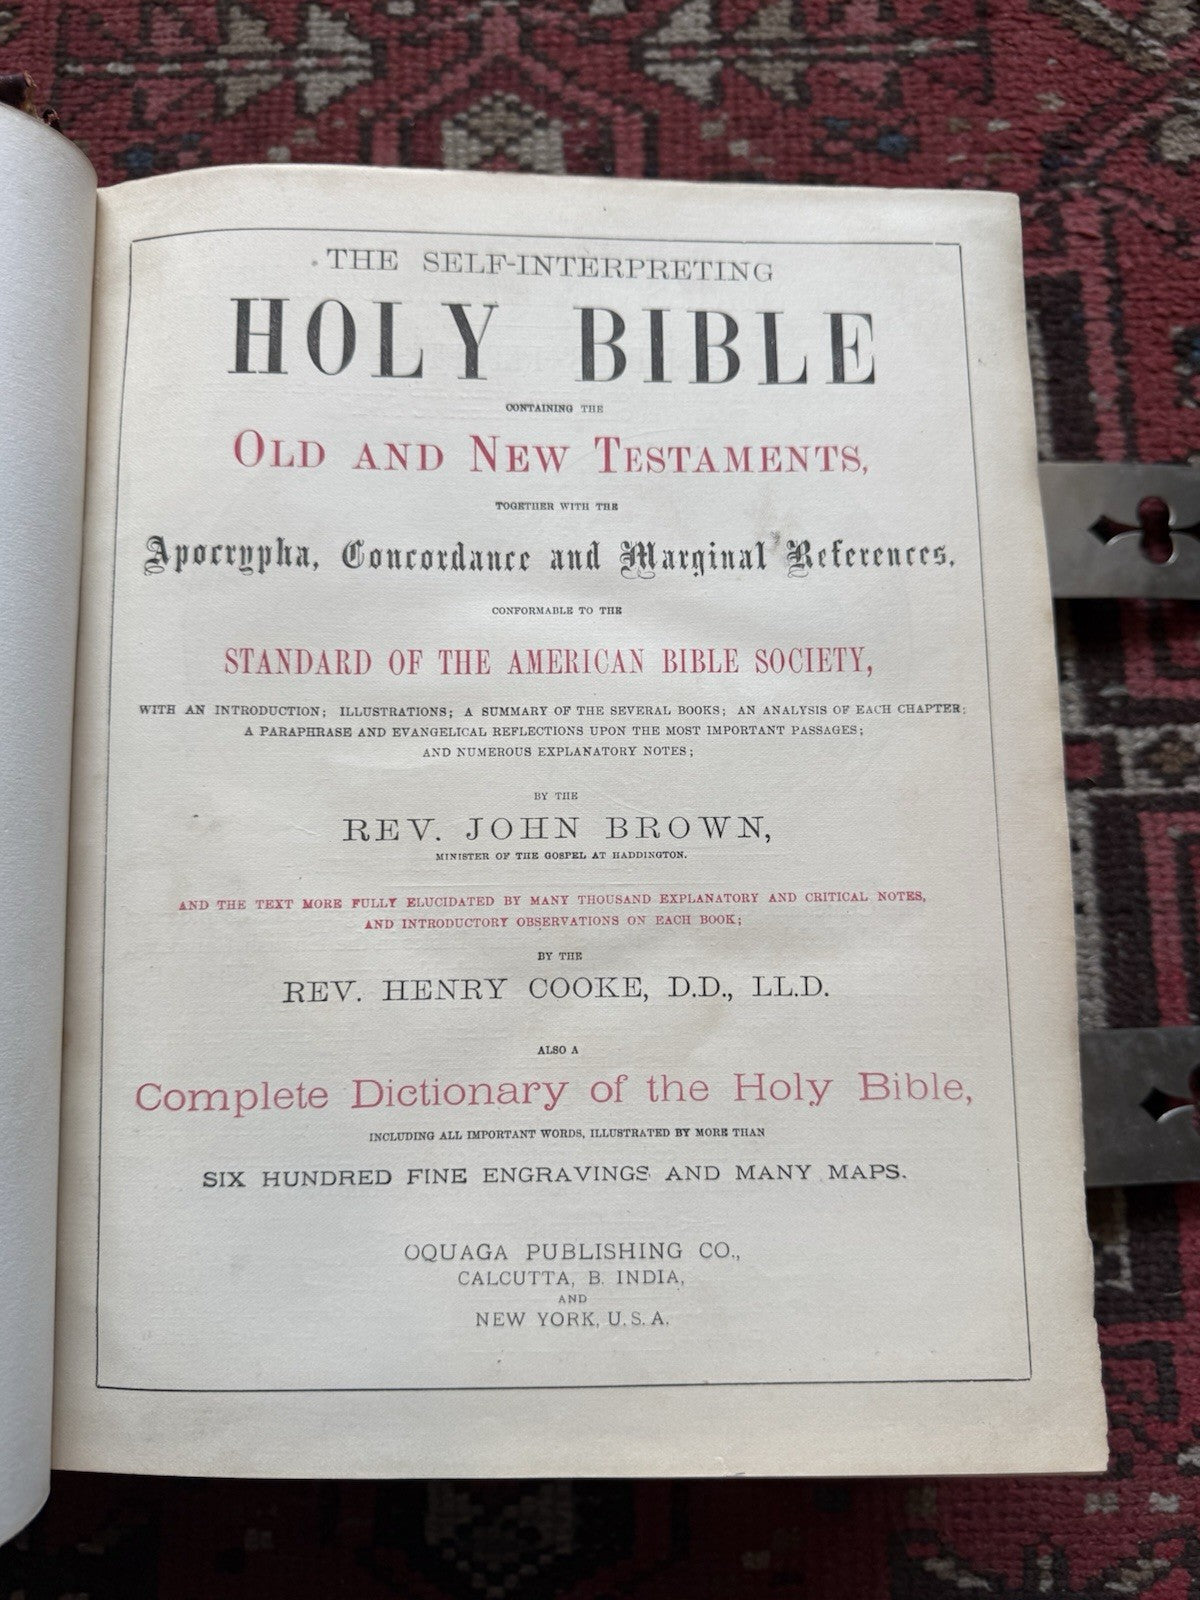 THE SELF-INTERPRETING
HOLY BIBLE
CONTAINING THE
OLD AND NEW TESTAMENTS,
TOGETHER WITH THE
Apocrypha, Concordance and Marginal References,
CONFORMABLE TO THE
STANDARD OF THE AMERICAN BIBLE SOCIETY,
WITH AN INTRODUCTION; ILLUSTRATIONS; A SUMMARY OF THE SEVERAL BOOKS; AN ANALYSIS OF EACH CHAPTER;
A PARAPHRASE AND EVANGELICAL REFLECTIONS UPON THE MOST IMPORTANT PASSAGES;
AND NUMEROUS EXPLANATORY NOTES;
BY THE
REV. JOHN BROWN,
MINISTER OF THE GOSPEL AT HADDINGTON.
AND THE TEXT MORE FULLY ELUCIDATED BY MANY THOUSAND EXPLANATORY AND CRITICAL NOTES,
AND INTRODUCTORY OBSERVATIONS ON EACH BOOK;
BY THE
REV. HENRY COOKE, D.D., LL.D.
ALSO A
Complete Dictionary of the Holy Bible,
INCLUDING ALL IMPORTANT WORDS, ILLUSTRATED BY MORE THAN
SIX HUNDRED FINE ENGRAVINGS AND MANY MAPS.
OQUAGA PUBLISHING CO.,
CALCUTTA, B. INDIA,
AND
NEW YORK, U.S.A.